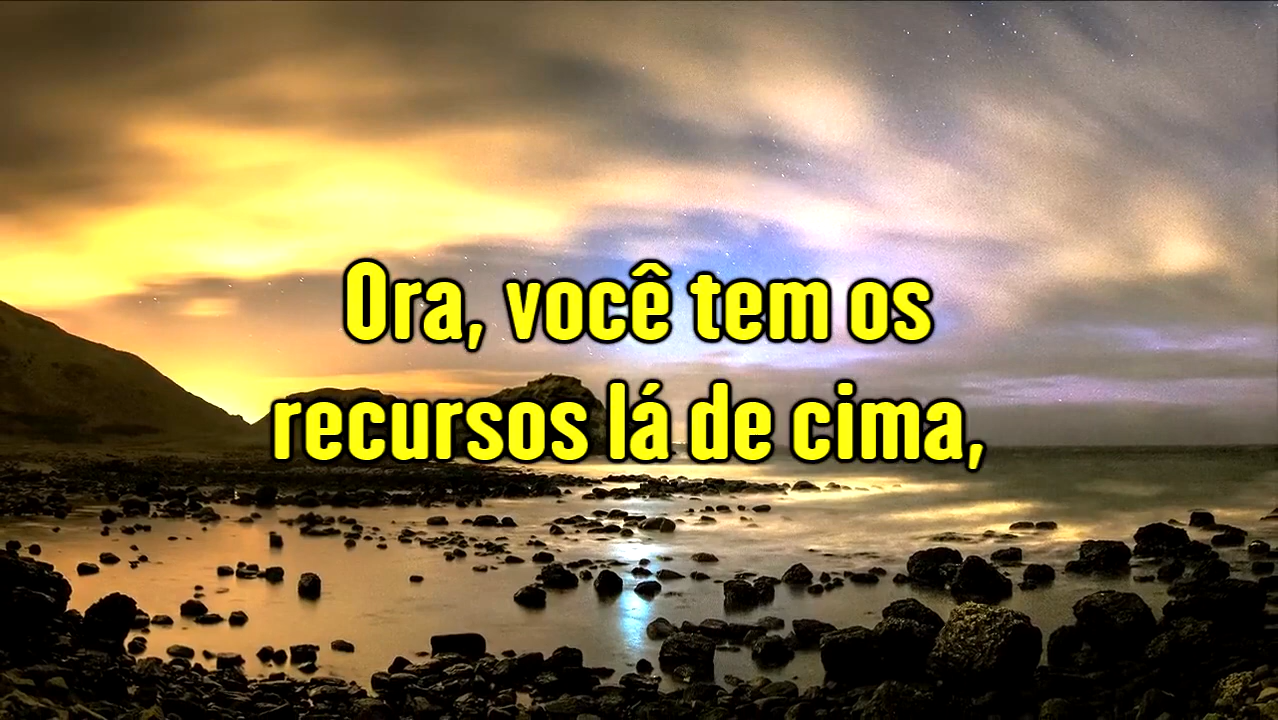 Ora, você tem os
recursos lá de cima,